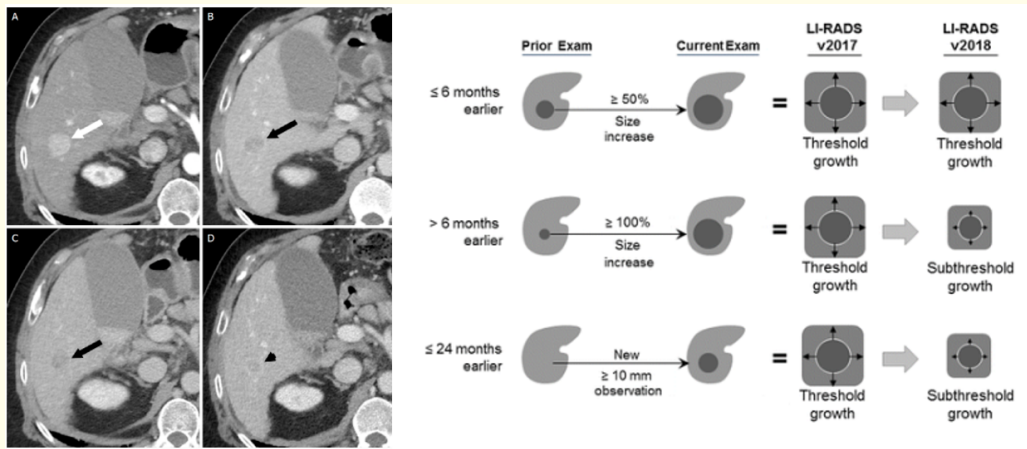 A
B
C
D
Prior Exam
Current Exam
LI-RADS
v2017
LI-RADS
v2018
≤ 6 months
earlier
≥ 50%
Size
increase
=
Threshold
growth
Threshold
growth
> 6 months
earlier
≥ 100%
Size
increase
=
Threshold
growth
Subthreshold
growth
≤ 24 months
earlier
New
≥ 10 mm
observation
=
Threshold
growth
Subthreshold
growth